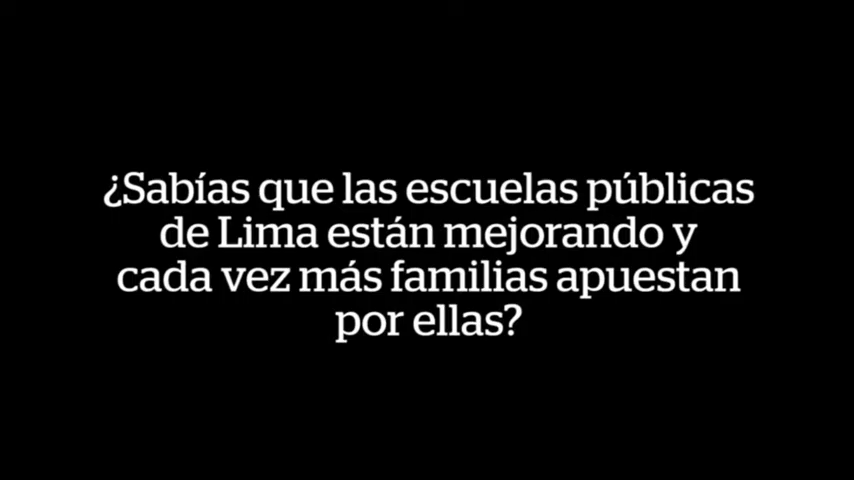 ¿Sabías que las escuelas públicas
de Lima están mejorando y
cada vez más familias apuestan
por ellas?